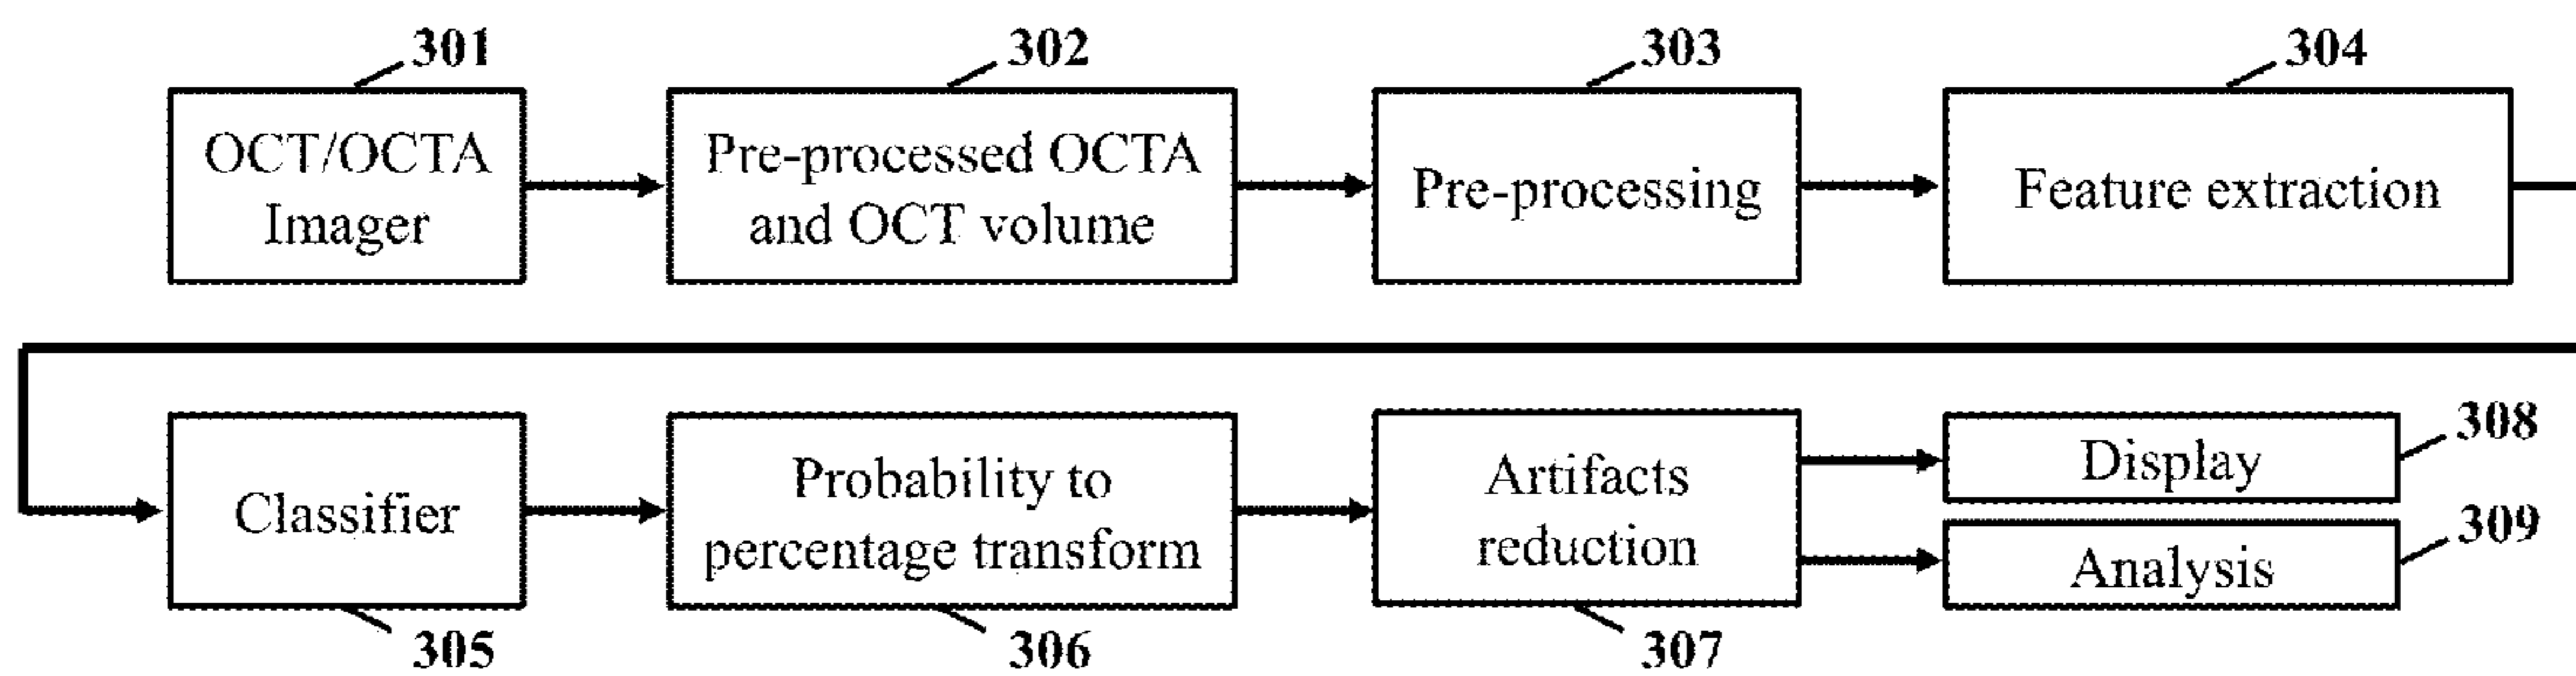 301
302
303
304
OCT/OCTA
Imager
Pre-processed OCTA
and OCT volume
Pre-processing
Feature extraction
Classifier
305
Probability to
percentage transform
306
Artifacts
reduction
307
Display
308
Analysis
309